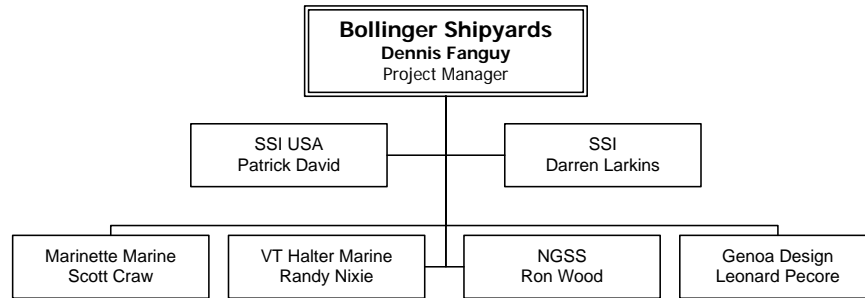 Bollinger Shipyards
Dennis Fanguy
Project Manager
SSI USA
Patrick David
SSI
Darren Larkins
Marinette Marine
Scott Craw
VT Halter Marine
Randy Nixie
NGSS
Ron Wood
Genoa Design
Leonard Pecore